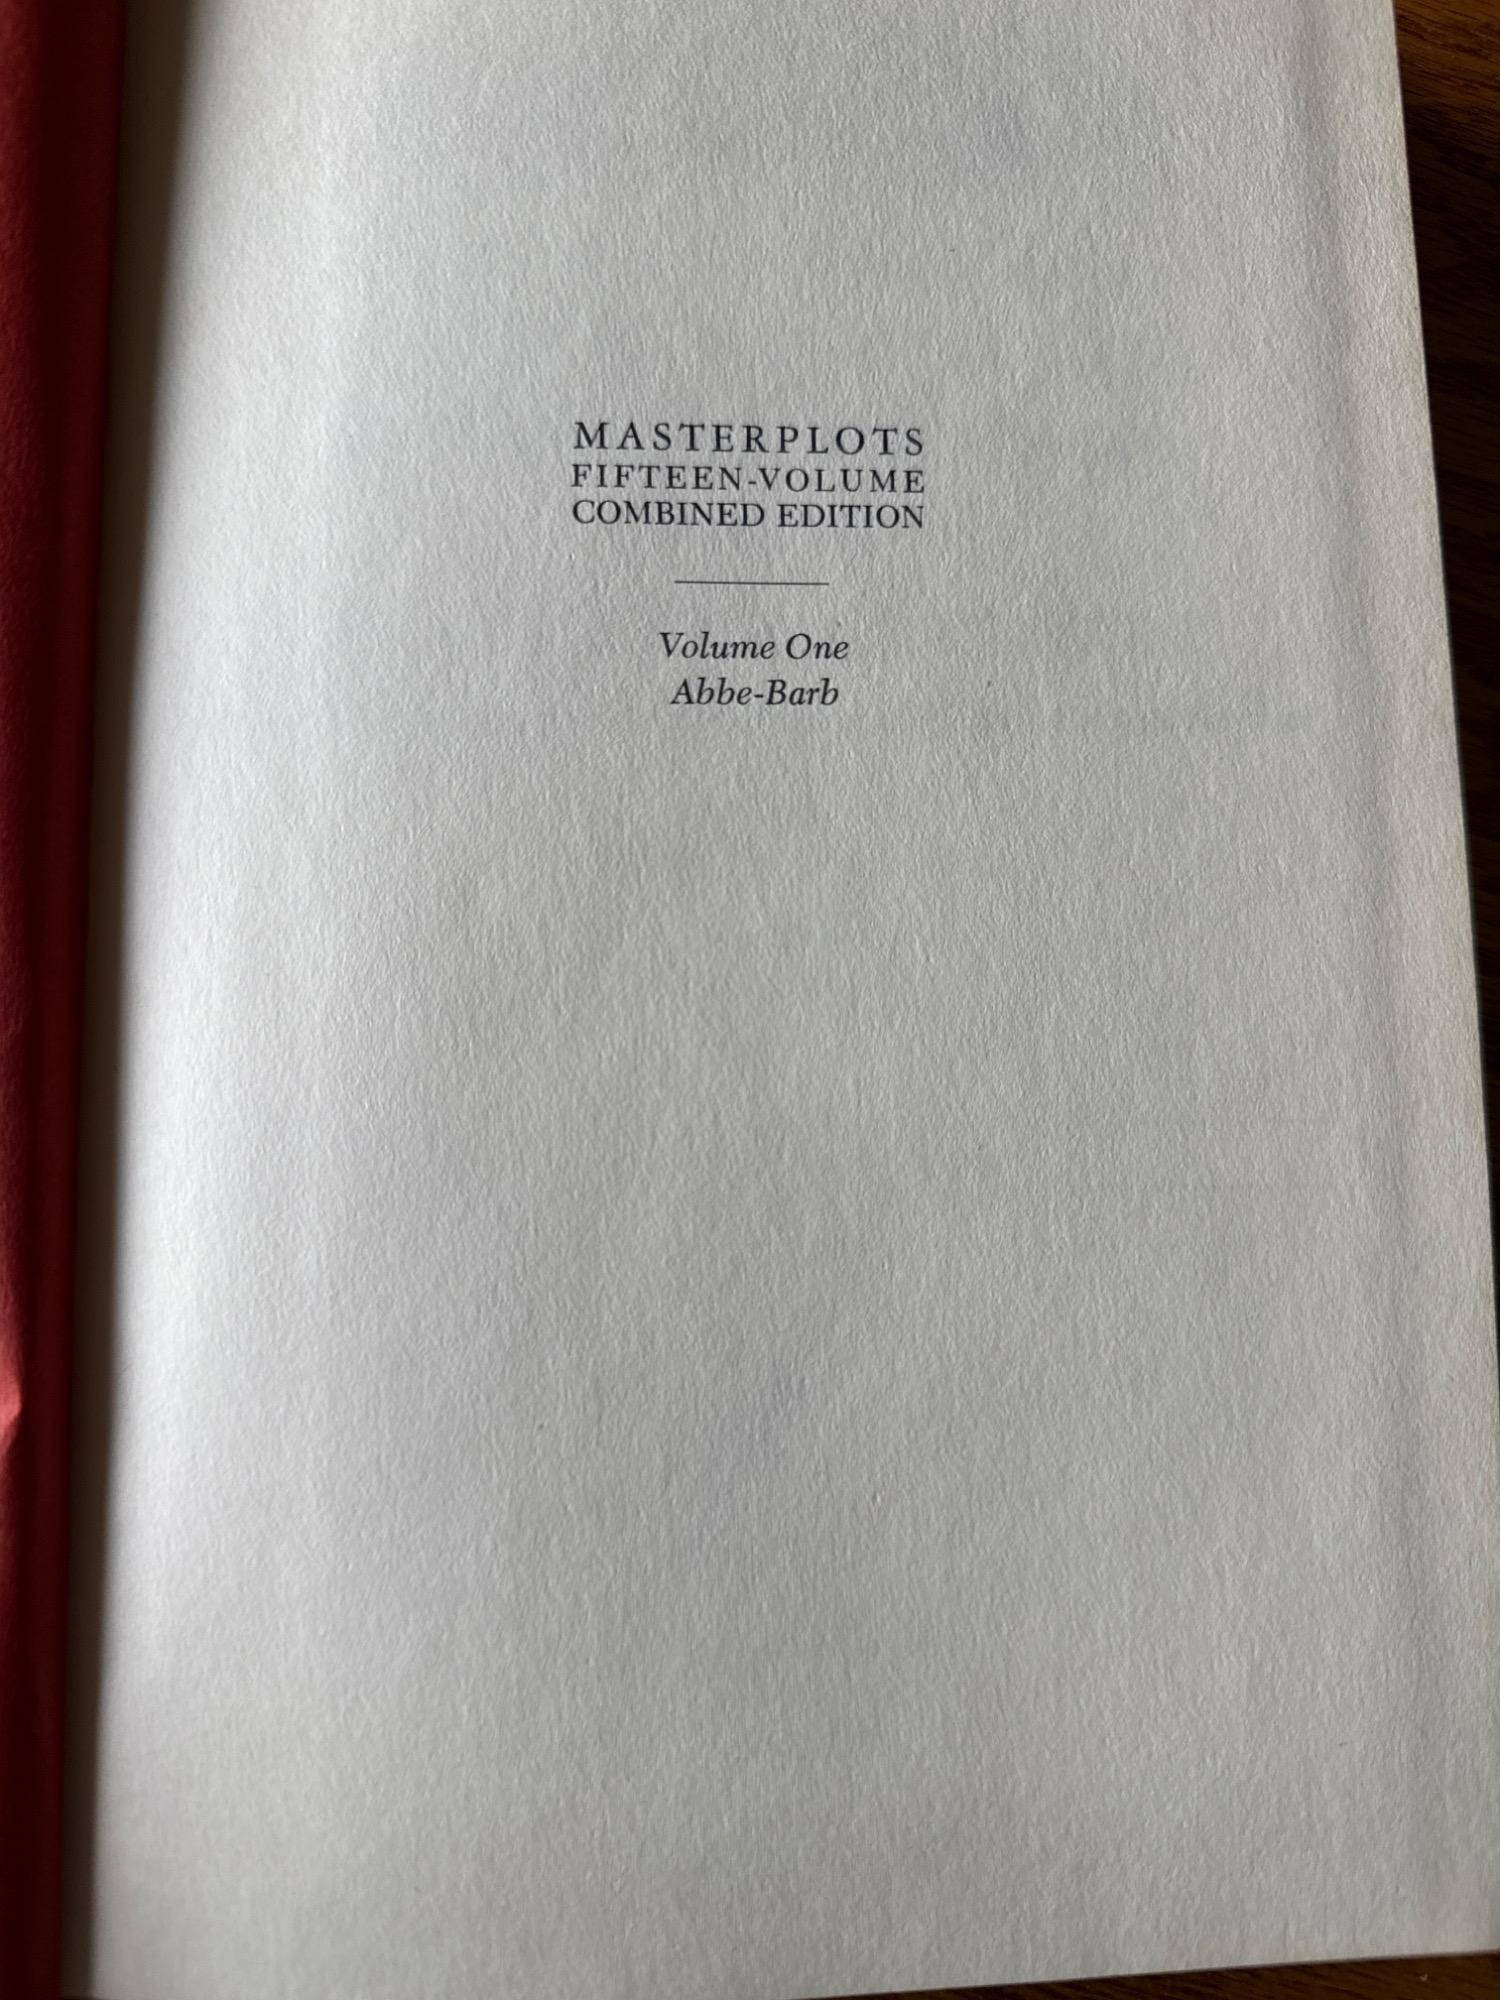 MASTERPLOTS
FIFTEEN-VOLUME
COMBINED EDITION
Volume One
Abbe-Barb